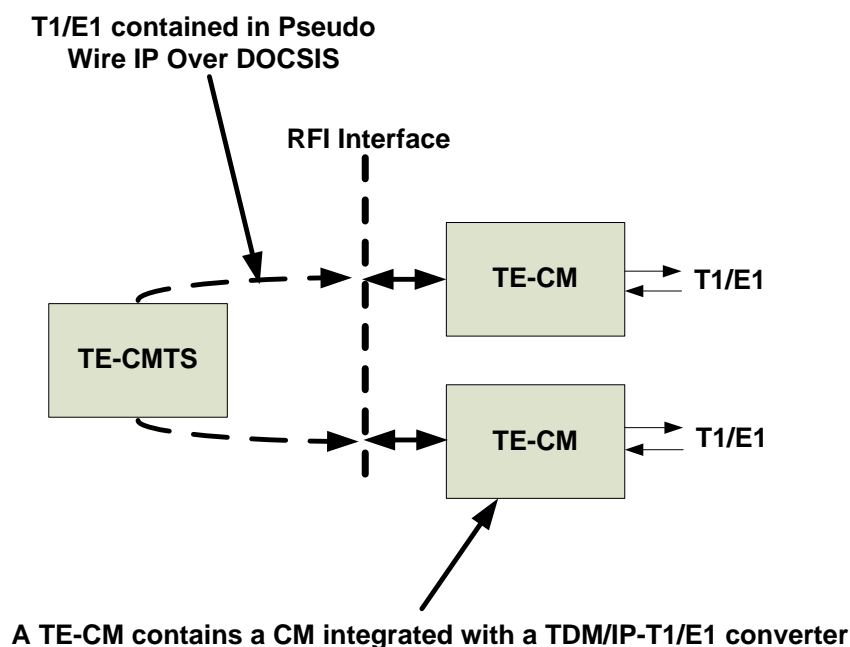 T1/E1 contained in Pseudo
Wire IP Over DOCSIS
RFI Interface
TE-CM
T1/E1
TE-CMTS
TE-CM
T1/E1
A TE-CM contains a CM integrated with a TDM/IP-T1/E1 converter